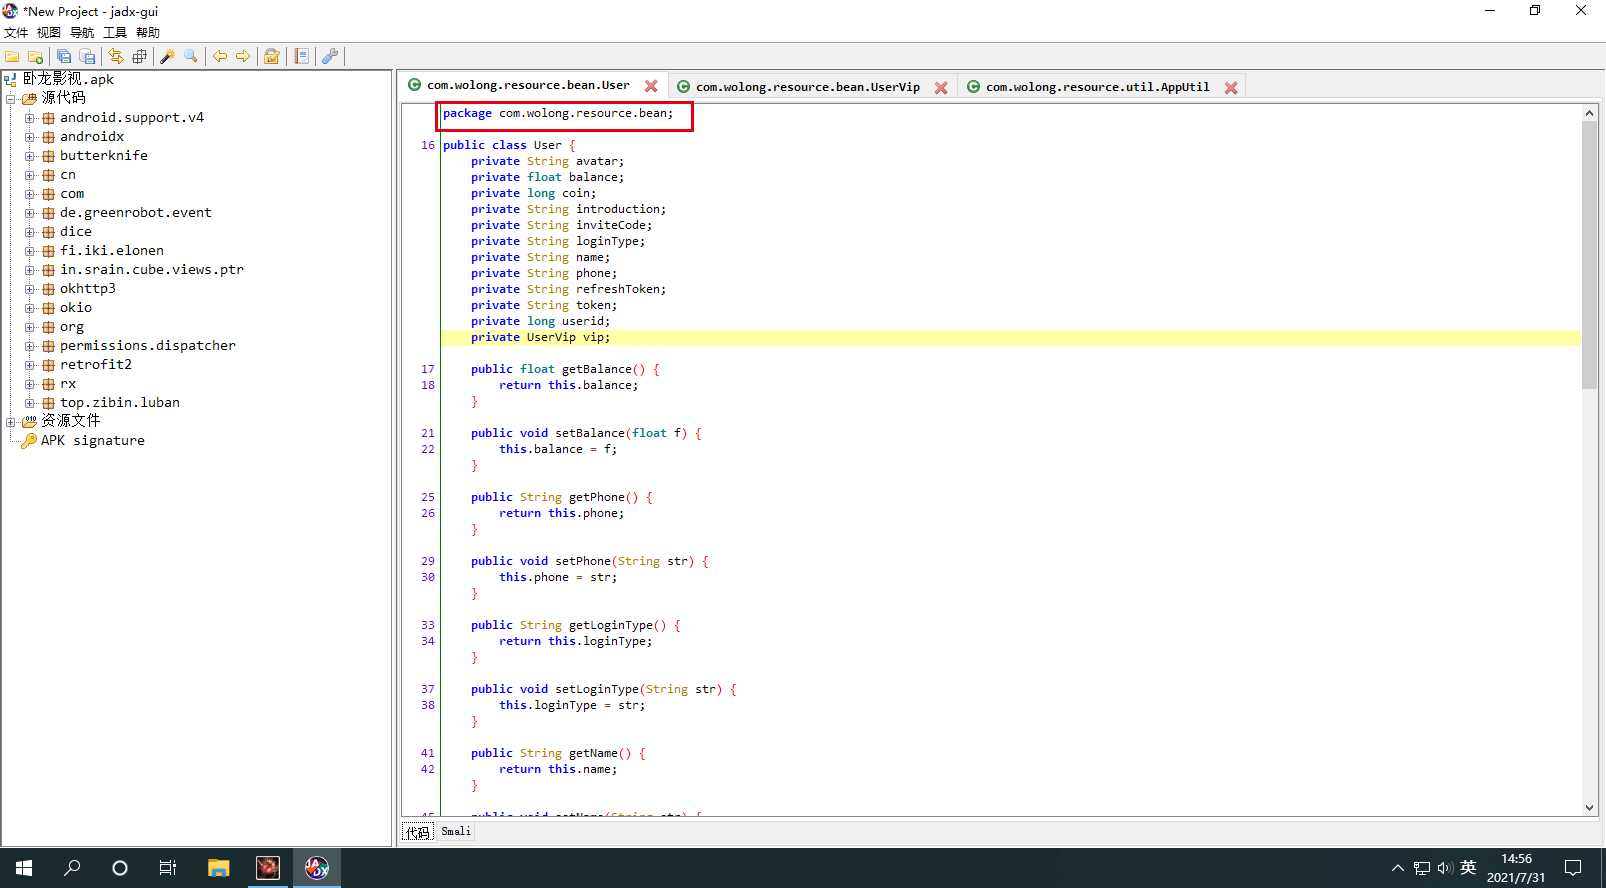 *New Project - jadx-gui
文件 视图 导航 工具 帮助
卧龙影视.apk
源代码
android.support.v4
androidx
butterknife
cn
com
de.greenrobot.event
dice
fi.iki.elonen
in.srain.cube.views.ptr
okhttp3
okio
org
permissions.dispatcher
retrofit2
rx
top.zibin.luban
资源文件
APK signature
com.wolong.resource.bean.User com.wolong.resource.bean.UserVip com.wolong.resource.util.AppUtil
package com.wolong.resource.bean;
16 public class User {
private String avatar;
private float balance;
private long coin;
private String introduction;
private String inviteCode;
private String loginType;
private String name;
private String phone;
private String refreshToken;
private String token;
private long userid;
private UserVip vip;
17 public float getBalance() {
18 return this.balance;
}
21 public void setBalance(float f) {
22 this.balance = f;
}
25 public String getPhone() {
26 return this.phone;
}
29 public void setPhone(String str) {
30 this.phone = str;
}
33 public String getLoginType() {
34 return this.loginType;
}
37 public void setLoginType(String str) {
38 this.loginType = str;
}
41 public String getName() {
42 return this.name;
}
45 public void setName(String str) {
代码 Smali
英
14:56
2021/7/31